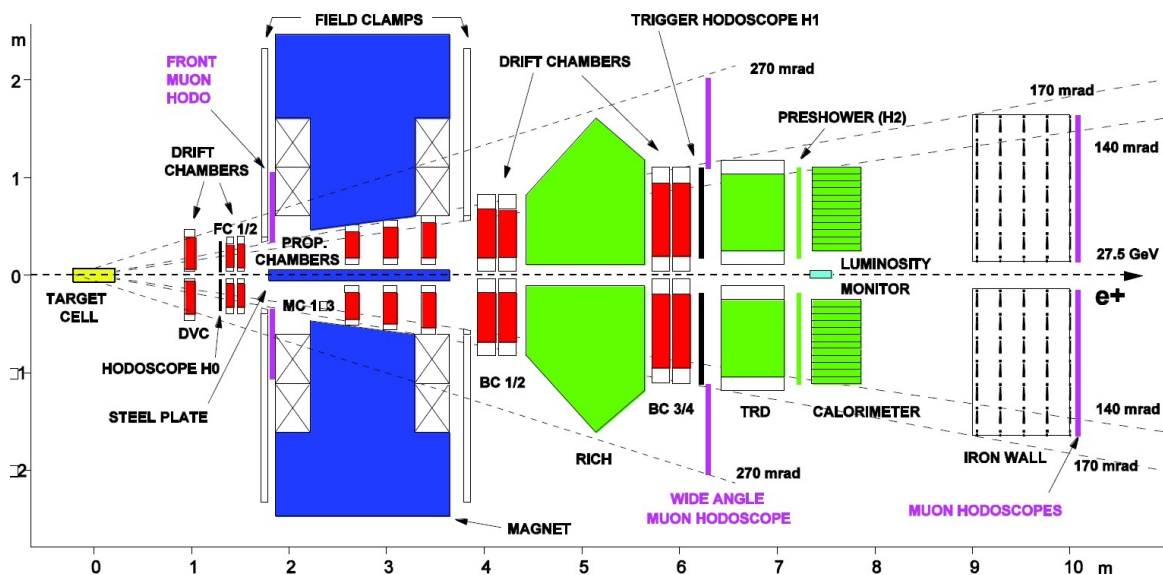 FIELD CLAMPS
TRIGGER HODOSCOPE H1
m
2
1
0
1
2
FRONT
MUON
HODO
DRIFT CHAMBERS
270 mrad
170 mrad
PRESHOWER (H2)
140 mrad
DRIFT
CHAMBERS
FC 1/2
PROP.
CHAMBERS
27.5 GeV
LUMINOSITY
MONITOR
e+
TARGET
CELL
DVC
MC 1 3
HODOSCOPE H0
STEEL PLATE
BC 1/2
BC 3/4
TRD
CALORIMETER
140 mrad
RICH
IRON WALL
170 mrad
270 mrad
WIDE ANGLE
MUON HODOSCOPE
MUON HODOSCOPES
MAGNET
0 1 2 3 4 5 6 7 8 9 10 m